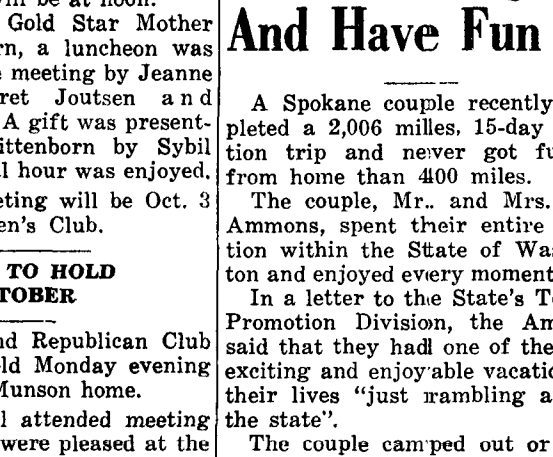 will be at noon.
Gold Star Mother
a luncheon was
meeting by Jeanne
Joutsen and
A gift was present-
by Sybil
hour was enjoyed.
will be Oct. 3
Club.
TO HOLD
Republican Club
Monday evening
Munson home.
attended meeting
were pleased at the
And Have Fun
A Spokane couple recently
pleted a 2,006 miles, 15-day
tion trip and never got
from home than 400 miles.
The couple, Mr.. and Mrs.
Ammons, spent their entire
tion within the State of
ton and enjoyed every moment
In a letter to the State's
Promotion Division, the
said that they had one of the
exciting and enjoyable
their lives "just rambling
the state".
The couple camped out or